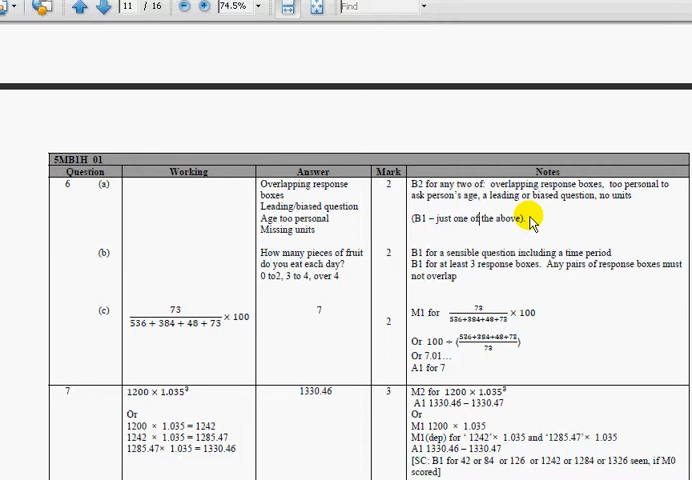 11 / 16
74.5%
Find
5MB1H 01
Question Working Answer Mark Notes
6 (a) Overlapping response boxes 2 B2 for any two of: overlapping response boxes, too personal to
Leading/biased question ask person's age, a leading or biased question, no units
Age too personal
Missing units (B1 – just one of the above).
(b) How many pieces of fruit 2 B1 for a sensible question including a time period
do you eat each day? B1 for at least 3 response boxes. Any pairs of response boxes must
0 to2, 3 to 4, over 4 not overlap
(c) 73 / (536 + 384 + 48 + 73) × 100 7 2 M1 for 73 / (536+384+48+73) × 100
Or 100 ÷ ((536+384+48+73) / 73)
Or 7.01…
A1 for 7
7 1200 × 1.035³ 1330.46 3 M2 for 1200 × 1.035³
A1 1330.46 – 1330.47
Or Or
1200 × 1.035 = 1242 M1 1200 × 1.035
1242 × 1.035 = 1285.47 M1(dep) for ‘ 1242’× 1.035 and ‘1285.47’× 1.035
1285.47× 1.035 = 1330.46 A1 1330.46 – 1330.47
[SC: B1 for 42 or 84 or 126 or 1242 or 1284 or 1326 seen, if M0
scored]